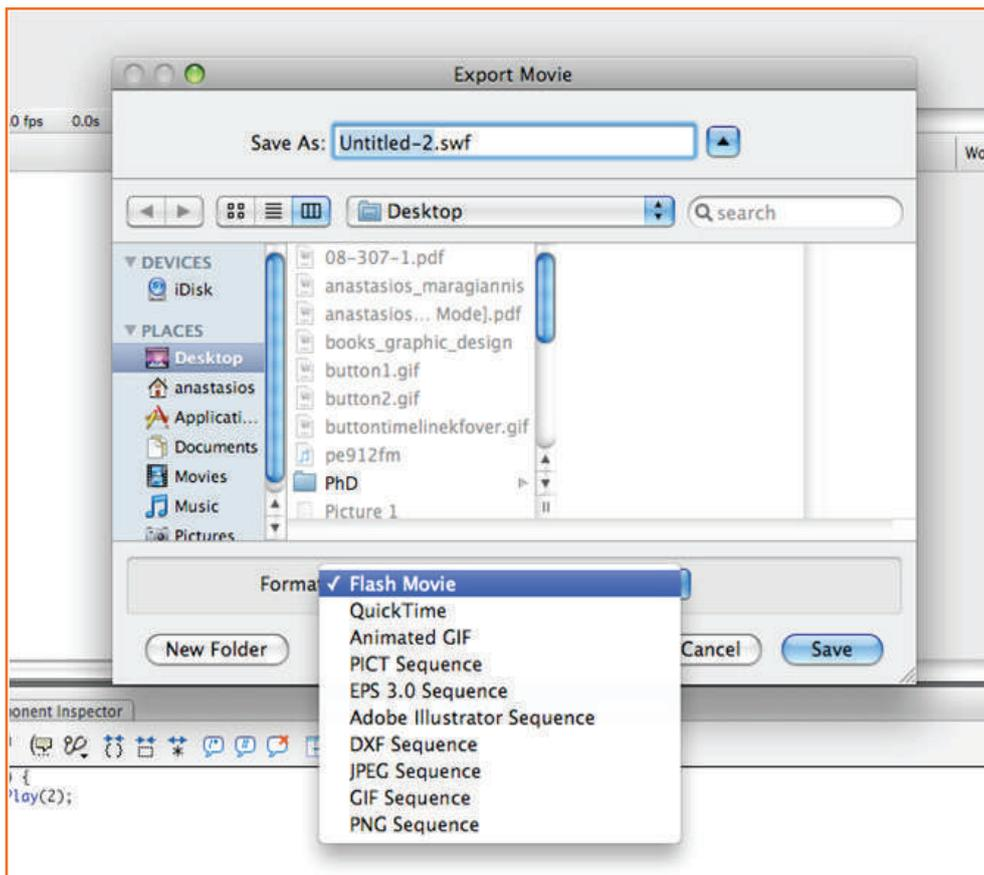 Export Movie
.0 fps 0.0s
Save As: Untitled-2.swf
Wo
Desktop
search
DEVICES
iDisk
PLACES
Desktop
anastasios
Applicati...
Documents
Movies
Music
Pictures
08-307-1.pdf
anastasios_maragiannis
anastasios... Mode].pdf
books_graphic_design
button1.gif
button2.gif
buttontimelinekfover.gif
pe912fm
PhD
Picture 1
Format
Flash Movie
QuickTime
Animated GIF
PICT Sequence
EPS 3.0 Sequence
Adobe Illustrator Sequence
DXF Sequence
JPEG Sequence
GIF Sequence
PNG Sequence
New Folder
Cancel
Save
onent Inspector
) {
Play(2);